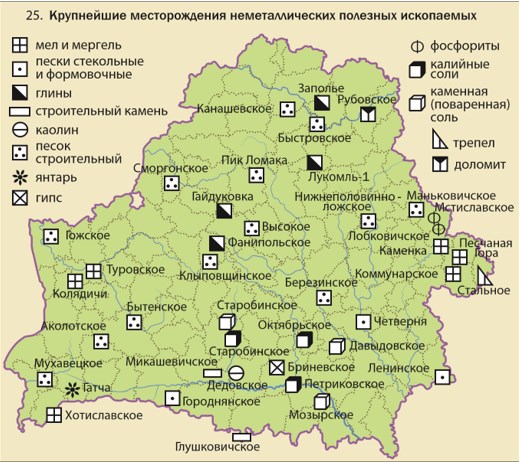 25. Крупнейшие месторождения неметаллических полезных ископаемых
мел и мергель
пески стекольные
и формовочные
глины
строительный камень
каолин
песок
строительный
янтарь
гипс
фосфориты
калийные
соли
каменная
(поваренная)
соль
трепел
доломит
Заполье
Рубовское
Канашевское
Быстровское
Пик Ломака
Сморгонское
Лукомль-1
Гайдуковка
Нижнеполовинно-
ложское
Маньковичское
Мстиславское
Гожское
Высокое
Фанипольское
Лобковичское
Каменка
Песчаная
Гора
Туровское
Клыповщинское
Коммунарское
Стальное
Колядичи
Березинское
Бытенское
Старобинское
Октябрьское
Четверня
Аколотское
Старобинское
Давыдовское
Мухавецкое
Микашевичское
Бриневское
Ленинское
Гатча
Дедовское
Петриковское
Хотиславское
Городнянское
Мозырское
Глушковичское